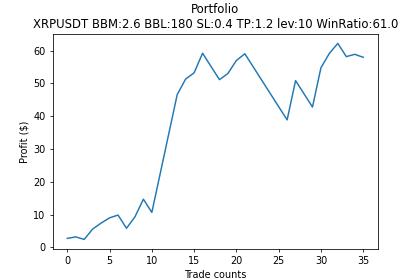 Portfolio
XRPUSDT BBM:2.6 BBL:180 SL:0.4 TP:1.2 lev:10 WinRatio:61.0
60
50
40
30
20
10
0
Profit ($)
0 5 10 15 20 25 30 35
Trade counts